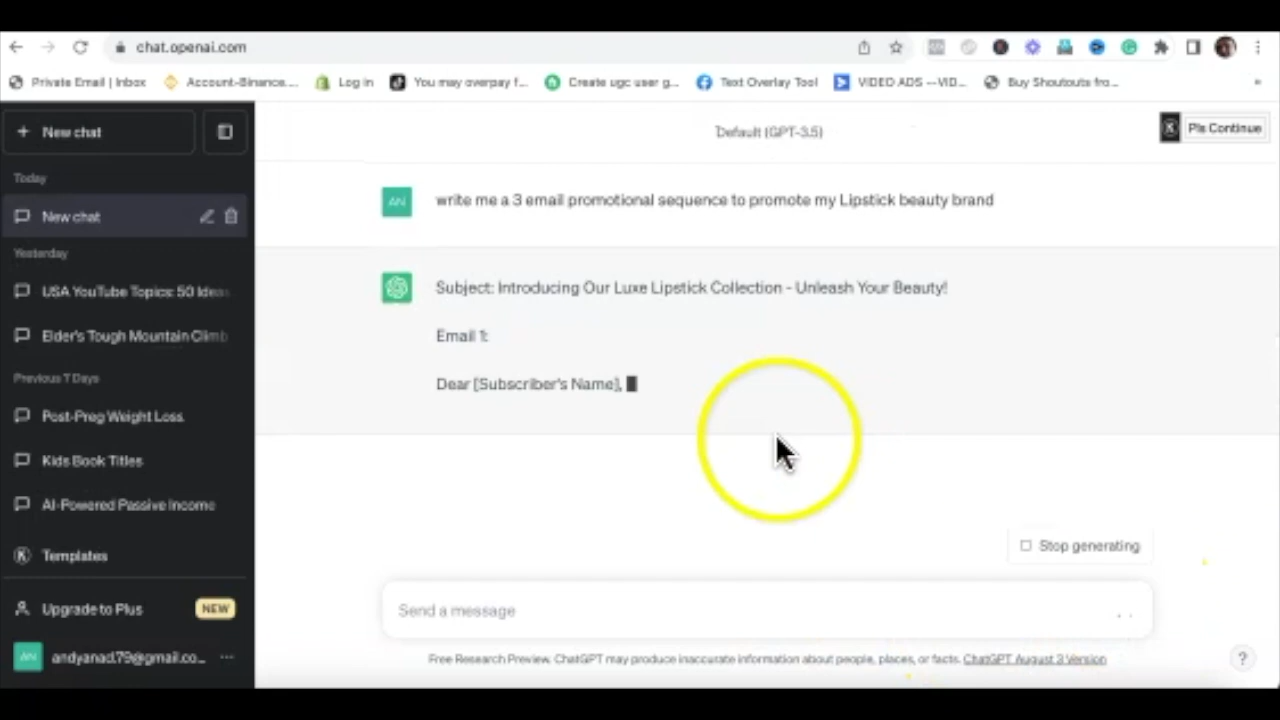 chat.openai.com
Private Email | Inbox
Account-Binance....
Log in
You may overpay f...
Create ugc user g...
Text Overlay Tool
VIDEO ADS --VID...
Buy Shoutouts fro...
»
+ New chat
Default (GPT-3.5)
Pls Continue
Today
New chat
Yesterday
USA YouTube Topics: 50 Ideas
Elder's Tough Mountain Climb
Previous 7 Days
Post-Preg Weight Loss
Kids Book Titles
AI-Powered Passive Income
Templates
Upgrade to Plus
NEW
AN
andyanad.79@gmail.co...
AN
write me a 3 email promotional sequence to promote my Lipstick beauty brand
Subject: Introducing Our Luxe Lipstick Collection - Unleash Your Beauty!
Email 1:
Dear [Subscriber's Name],
Stop generating
Send a message
Free Research Preview. ChatGPT may produce inaccurate information about people, places, or facts. ChatGPT August 3 Version
?